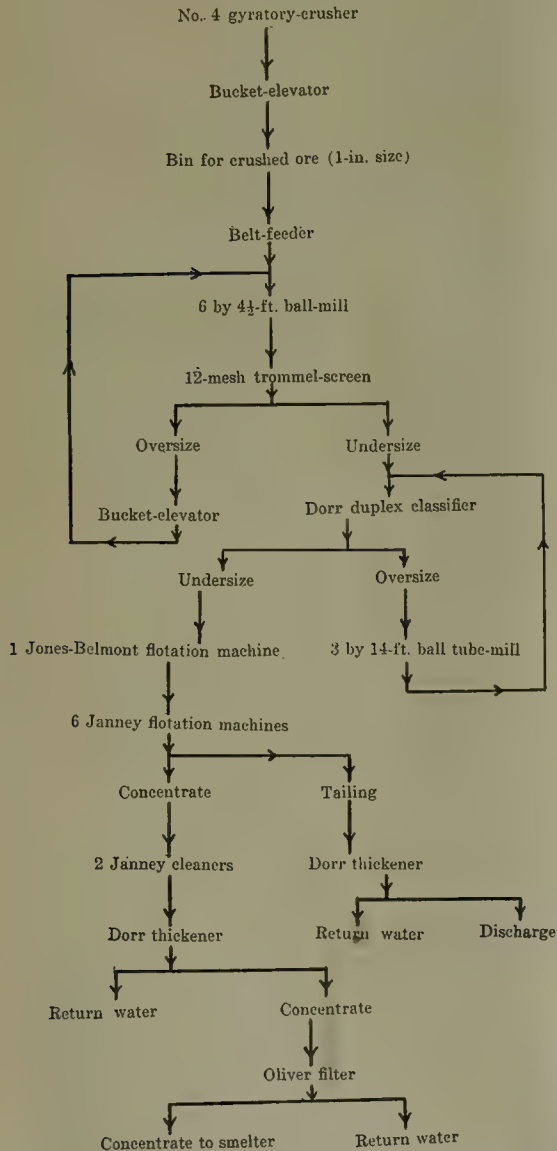 No. 4 gyratory-crusher
Bucket-elevator
Bin for crushed ore (1-in. size)
Belt-feeder
6 by 4½-ft. ball-mill
12-mesh trommel-screen
Oversize Undersize
Bucket-elevator Dorr duplex classifier
Undersize Oversize
1 Jones-Belmont flotation machine 3 by 14-ft. ball tube-mill
6 Janney flotation machines
Concentrate Tailing
2 Janney cleaners Dorr thickener
Dorr thickener Return water Discharge
Return water Concentrate
Oliver filter
Concentrate to smelter Return water